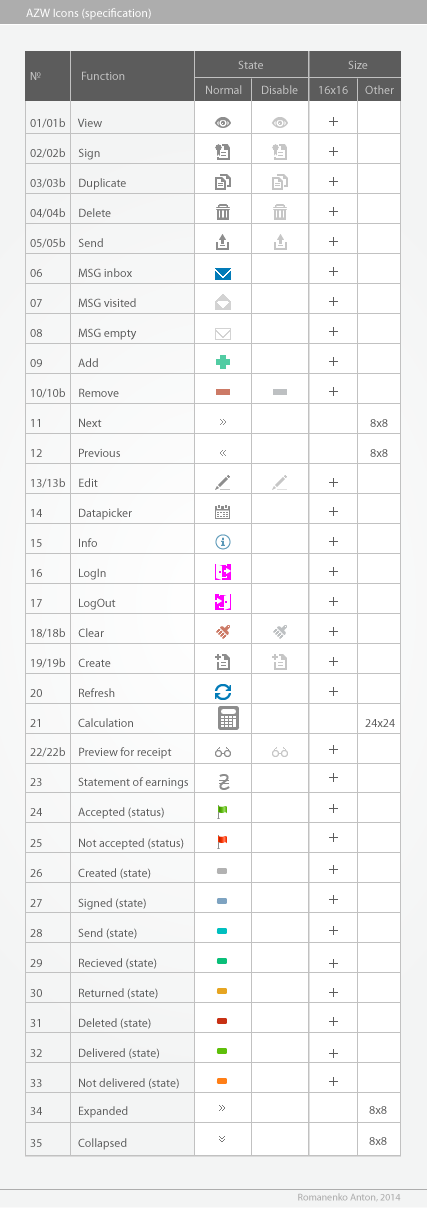 AZW Icons (specification)
№ Function State Size
Normal Disable 16x16 Other
01/01b View +
02/02b Sign +
03/03b Duplicate +
04/04b Delete +
05/05b Send +
06 MSG inbox +
07 MSG visited +
08 MSG empty +
09 Add +
10/10b Remove +
11 Next » 8x8
12 Previous « 8x8
13/13b Edit +
14 Datapicker +
15 Info +
16 LogIn +
17 LogOut +
18/18b Clear +
19/19b Create +
20 Refresh +
21 Calculation 24x24
22/22b Preview for receipt +
23 Statement of earnings ₴ +
24 Accepted (status) +
25 Not accepted (status) +
26 Created (state) +
27 Signed (state) +
28 Send (state) +
29 Recieved (state) +
30 Returned (state) +
31 Deleted (state) +
32 Delivered (state) +
33 Not delivered (state) +
34 Expanded » 8x8
35 Collapsed 8x8
Romanenko Anton, 2014